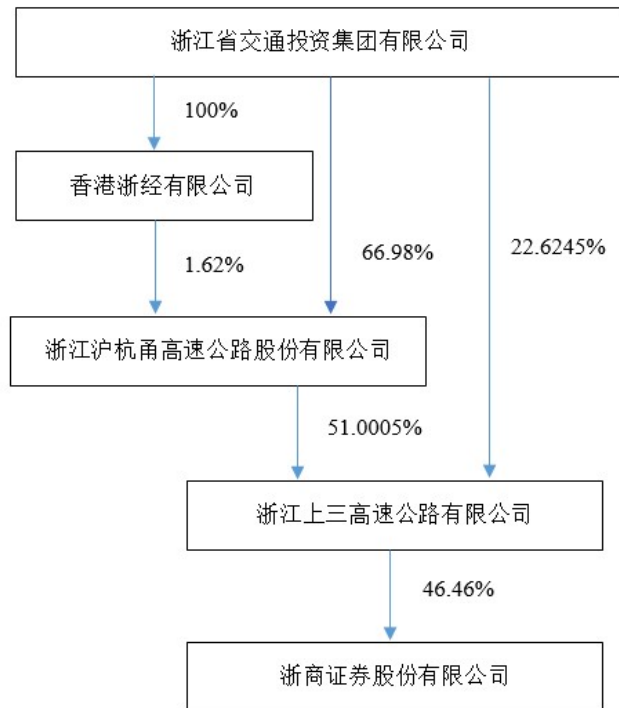 浙江省交通投资集团有限公司
100%
香港浙经有限公司
1.62%
66.98%
22.6245%
浙江沪杭甬高速公路股份有限公司
51.0005%
浙江上三高速公路有限公司
46.46%
浙商证券股份有限公司